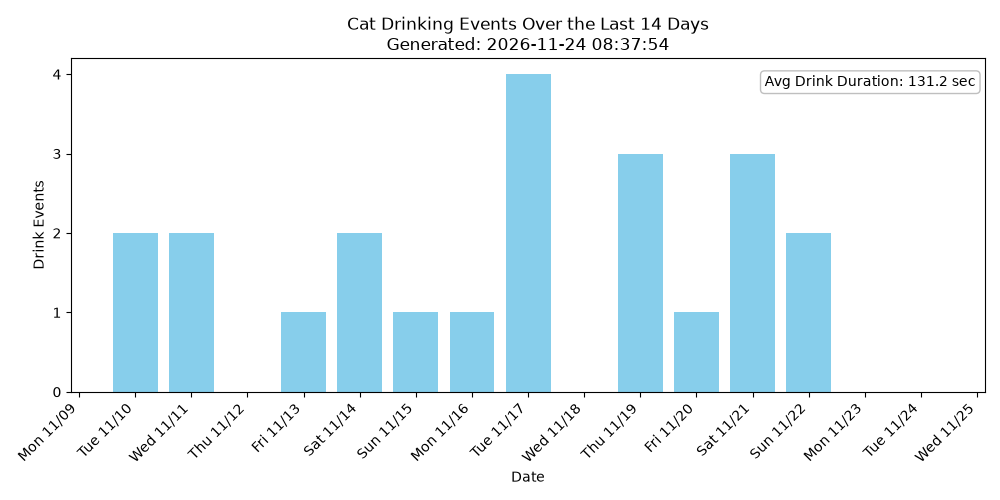 Cat Drinking Events Over the Last 14 Days
Generated: 2026-11-24 08:37:54
Avg Drink Duration: 131.2 sec
Drink Events
4
3
2
1
0
Mon 11/09
Tue 11/10
Wed 11/11
Thu 11/12
Fri 11/13
Sat 11/14
Sun 11/15
Mon 11/16
Tue 11/17
Wed 11/18
Thu 11/19
Fri 11/20
Sat 11/21
Sun 11/22
Mon 11/23
Tue 11/24
Wed 11/25
Date